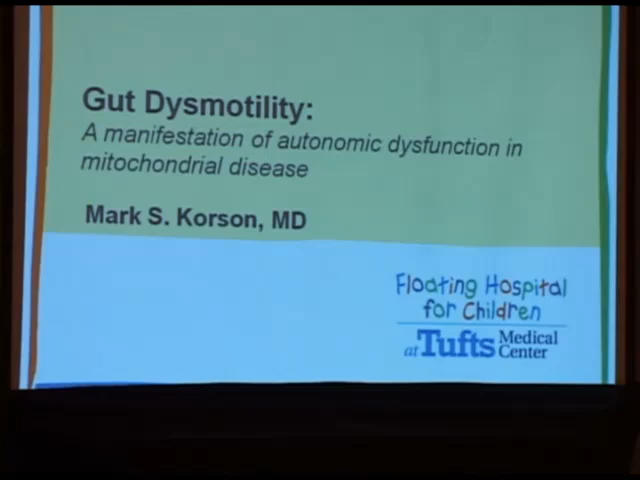 Gut Dysmotility:
A manifestation of autonomic dysfunction in
mitochondrial disease
Mark S. Korson, MD
Floating Hospital
for Children
at Tufts Medical
Center